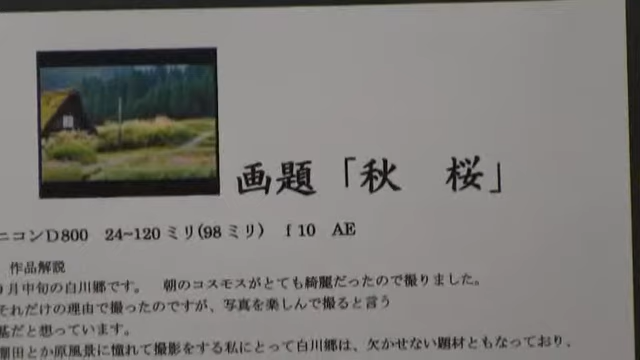 画題「秋　桜」
ニコンD800　24~120ミリ(98ミリ)　f10　AE
作品解説
9月中旬の白川郷です。　朝のコスモスがとても綺麗だったので撮りました。
それだけの理由で撮ったのですが、写真を楽しんで撮ると言う
基だと想っています。
棚田とか原風景に憧れて撮影をする私にとって白川郷は、欠かせない題材ともなっており、